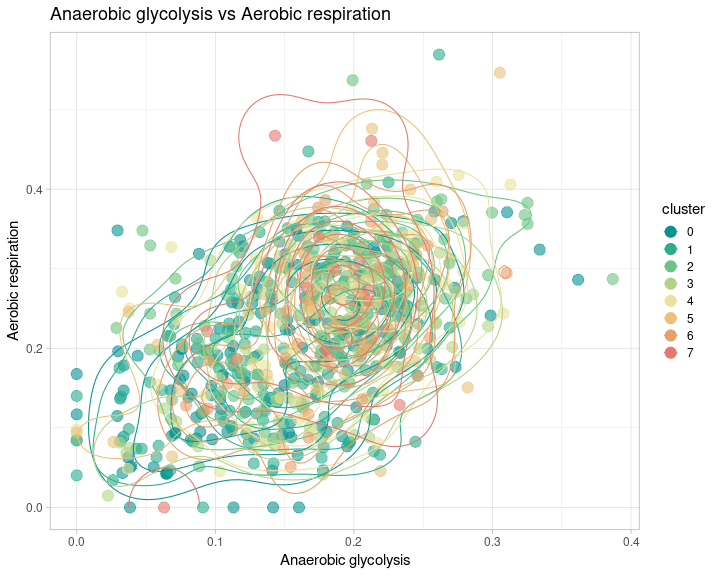 Anaerobic glycolysis vs Aerobic respiration
Aerobic respiration
0.4
0.2
0.0
0.0 0.1 0.2 0.3 0.4
Anaerobic glycolysis
cluster
0
1
2
3
4
5
6
7